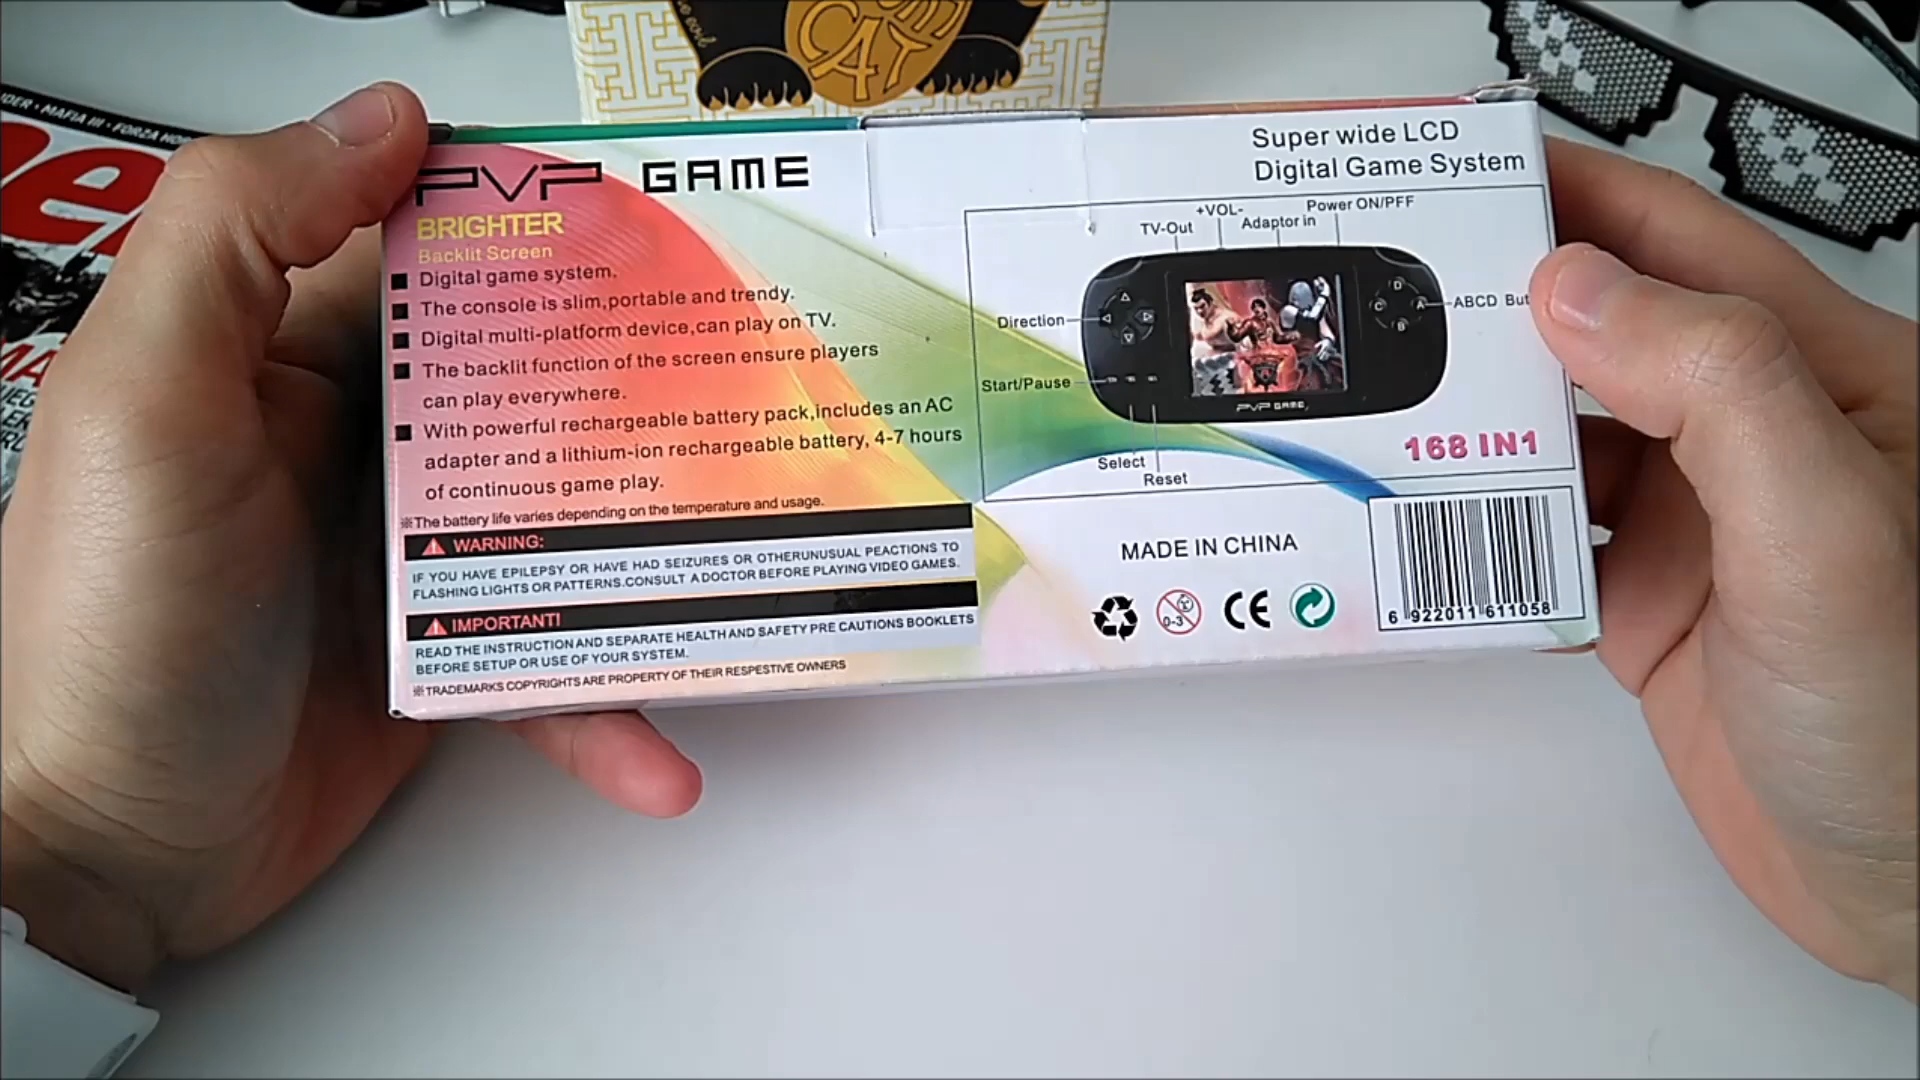 CAT
DER · MAFIA III · FORZA HO
PVP GAME
BRIGHTER
Backlit Screen
Digital game system.
The console is slim,portable and trendy.
Digital multi-platform device,can play on TV.
The backlit function of the screen ensure players
can play everywhere.
With powerful rechargeable battery pack,includes an AC
adapter and a lithium-ion rechargeable battery, 4-7 hours
of continuous game play.
※The battery life varies depending on the temperature and usage.
WARNING:
IF YOU HAVE EPILEPSY OR HAVE HAD SEIZURES OR OTHERUNUSUAL PEACTIONS TO
FLASHING LIGHTS OR PATTERNS.CONSULT A DOCTOR BEFORE PLAYING VIDEO GAMES.
IMPORTANT!
READ THE INSTRUCTION AND SEPARATE HEALTH AND SAFETY PRE CAUTIONS BOOKLETS
BEFORE SETUP OR USE OF YOUR SYSTEM.
※TRADEMARKS COPYRIGHTS ARE PROPERTY OF THEIR RESPESTIVE OWNERS
Super wide LCD
Digital Game System
Power ON/PFF
+VOL-
Adaptor in
TV-Out
D
C A
B
ABCD But
Direction
Start/Pause
PVP GAME
Select
Reset
168 IN1
MADE IN CHINA
0-3
CE
6 922011 611058